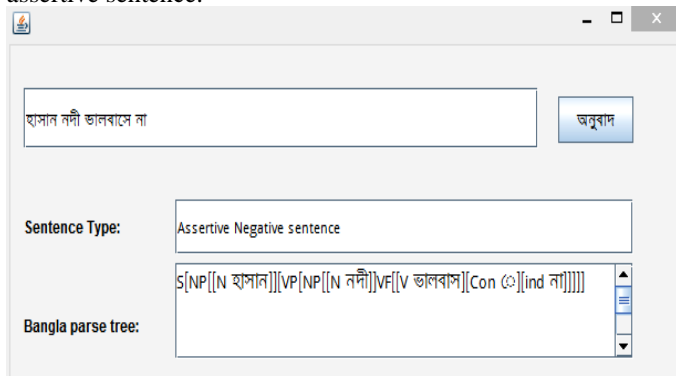 assertive sentence.
হাসান নদী ভালবাসে না
অনুবাদ
Sentence Type:
Assertive Negative sentence
Bangla parse tree:
S[NP[[N হাসান]][VP[NP[[N নদী]]VF[[V ভালবাস][Con ে][ind না]]]]]